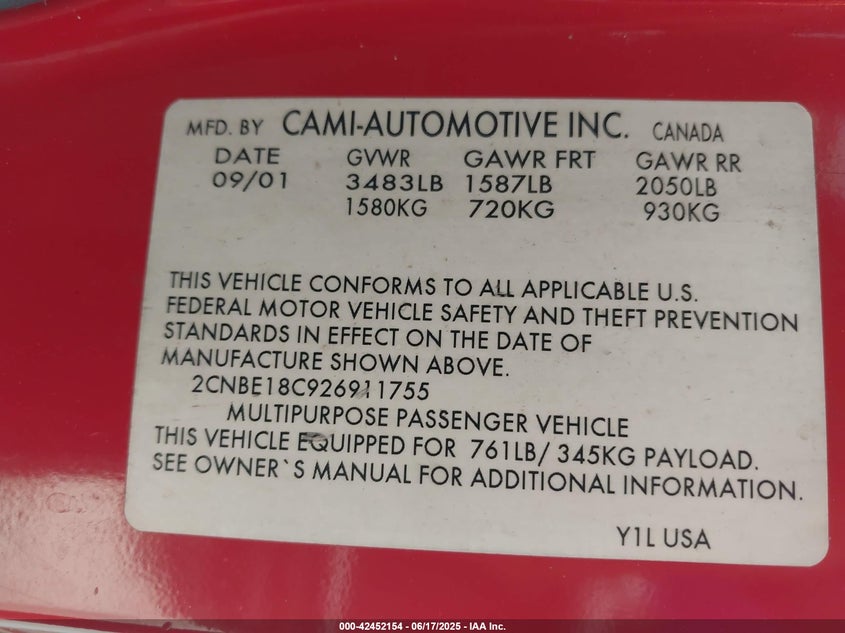 MFD. BY CAMI-AUTOMOTIVE INC. CANADA
DATE GVWR GAWR FRT GAWR RR
09/01 3483LB 1587LB 2050LB
1580KG 720KG 930KG
THIS VEHICLE CONFORMS TO ALL APPLICABLE U.S.
FEDERAL MOTOR VEHICLE SAFETY AND THEFT PREVENTION
STANDARDS IN EFFECT ON THE DATE OF
MANUFACTURE SHOWN ABOVE.
2CNBE18C926911755
MULTIPURPOSE PASSENGER VEHICLE
THIS VEHICLE EQUIPPED FOR 761LB/ 345KG PAYLOAD.
SEE OWNER`S MANUAL FOR ADDITIONAL INFORMATION.
Y1L USA
000-42452154 - 06/17/2025 - IAA Inc.